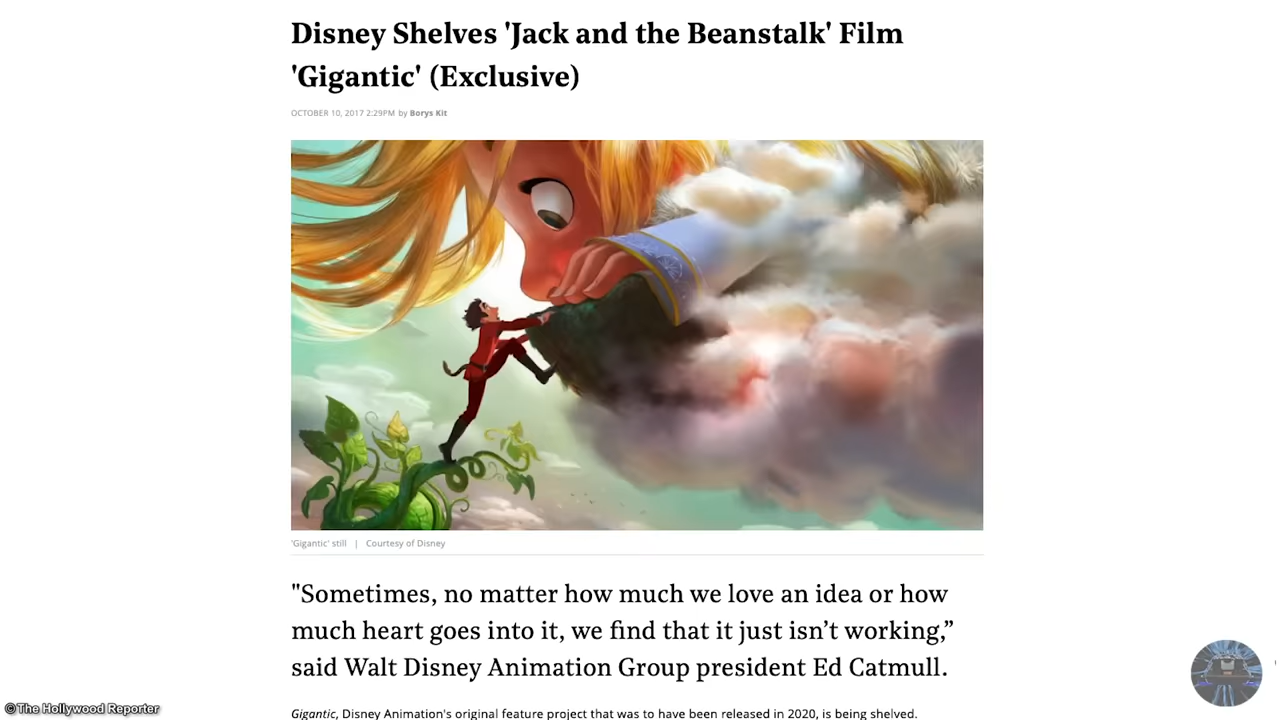 Disney Shelves 'Jack and the Beanstalk' Film
'Gigantic' (Exclusive)
OCTOBER 10, 2017 2:29PM by Borys Kit
'Gigantic' still | Courtesy of Disney
"Sometimes, no matter how much we love an idea or how
much heart goes into it, we find that it just isn’t working,”
said Walt Disney Animation Group president Ed Catmull.
Gigantic, Disney Animation's original feature project that was to have been released in 2020, is being shelved.
©The Hollywood Reporter